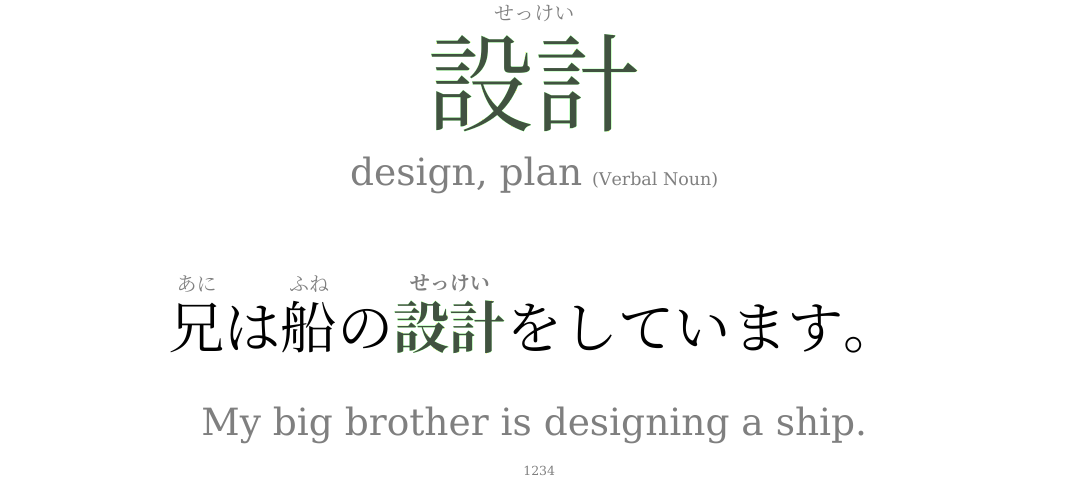 せっけい
設計
design, plan (Verbal Noun)
あに ふね せっけい
兄は船の設計をしています。
My big brother is designing a ship.
1234